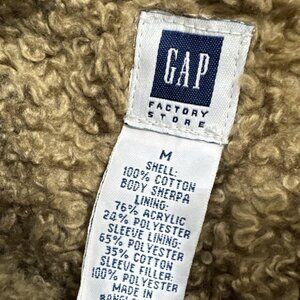 GAP
FACTORY
STORE
M
SHELL:
100% COTTON
BODY SHERPA
LINING:
76% ACRYLIC
24% POLYESTER
SLEEVE LINING:
65% POLYESTER
35% COTTON
SLEEVE FILLER:
100% POLYESTER
MADE IN